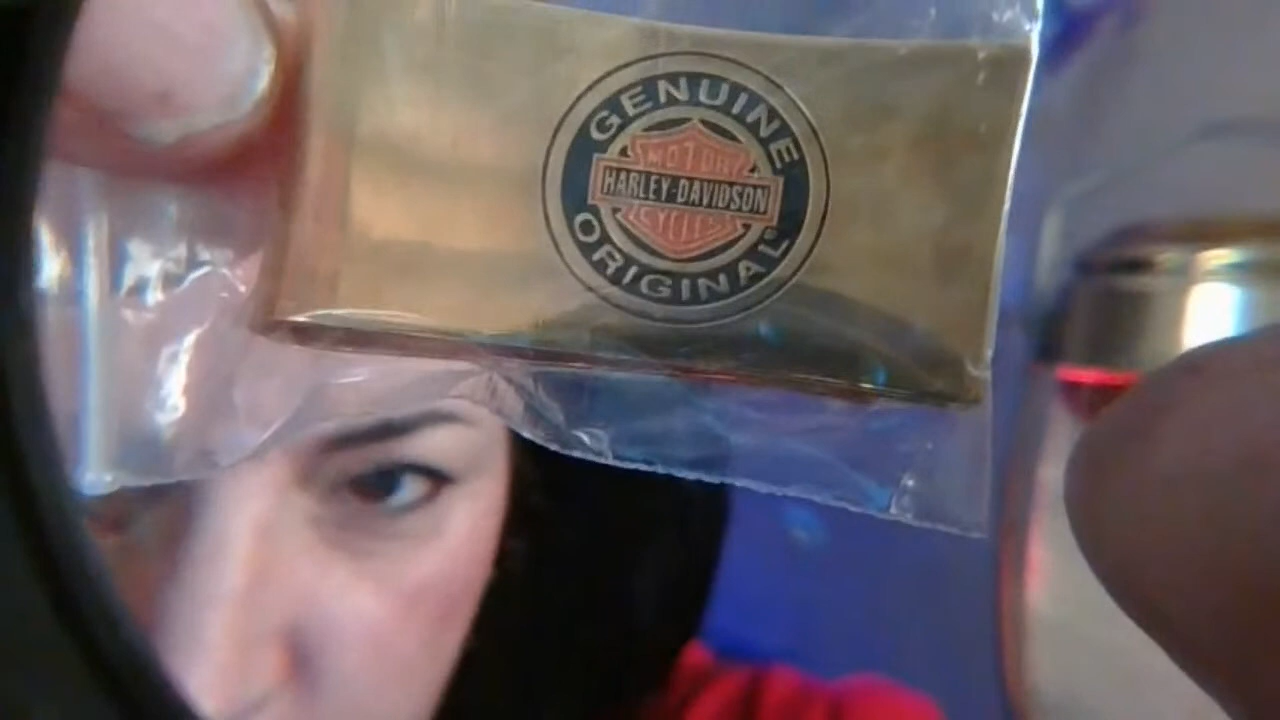 GENUINE
MOTOR
HARLEY-DAVIDSON
CYCLES
ORIGINAL